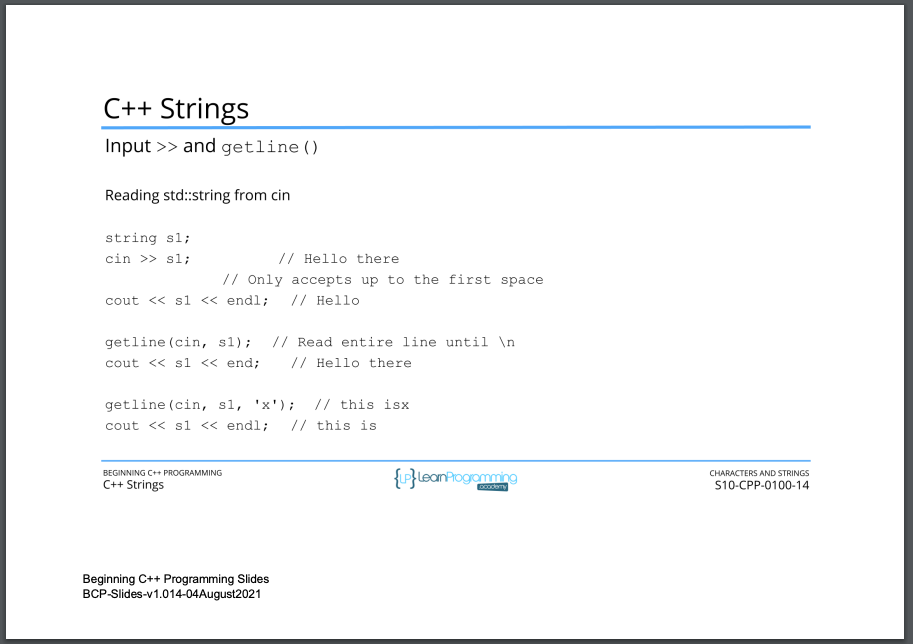 C++ Strings
Input >> and getline()
Reading std::string from cin
string s1;
cin >> s1; // Hello there
// Only accepts up to the first space
cout << s1 << endl; // Hello
getline(cin, s1); // Read entire line until \n
cout << s1 << end; // Hello there
getline(cin, s1, 'x'); // this isx
cout << s1 << endl; // this is
BEGINNING C++ PROGRAMMING
C++ Strings
{LP} LearnProgramming
academy
CHARACTERS AND STRINGS
S10-CPP-0100-14
Beginning C++ Programming Slides
BCP-Slides-v1.014-04August2021